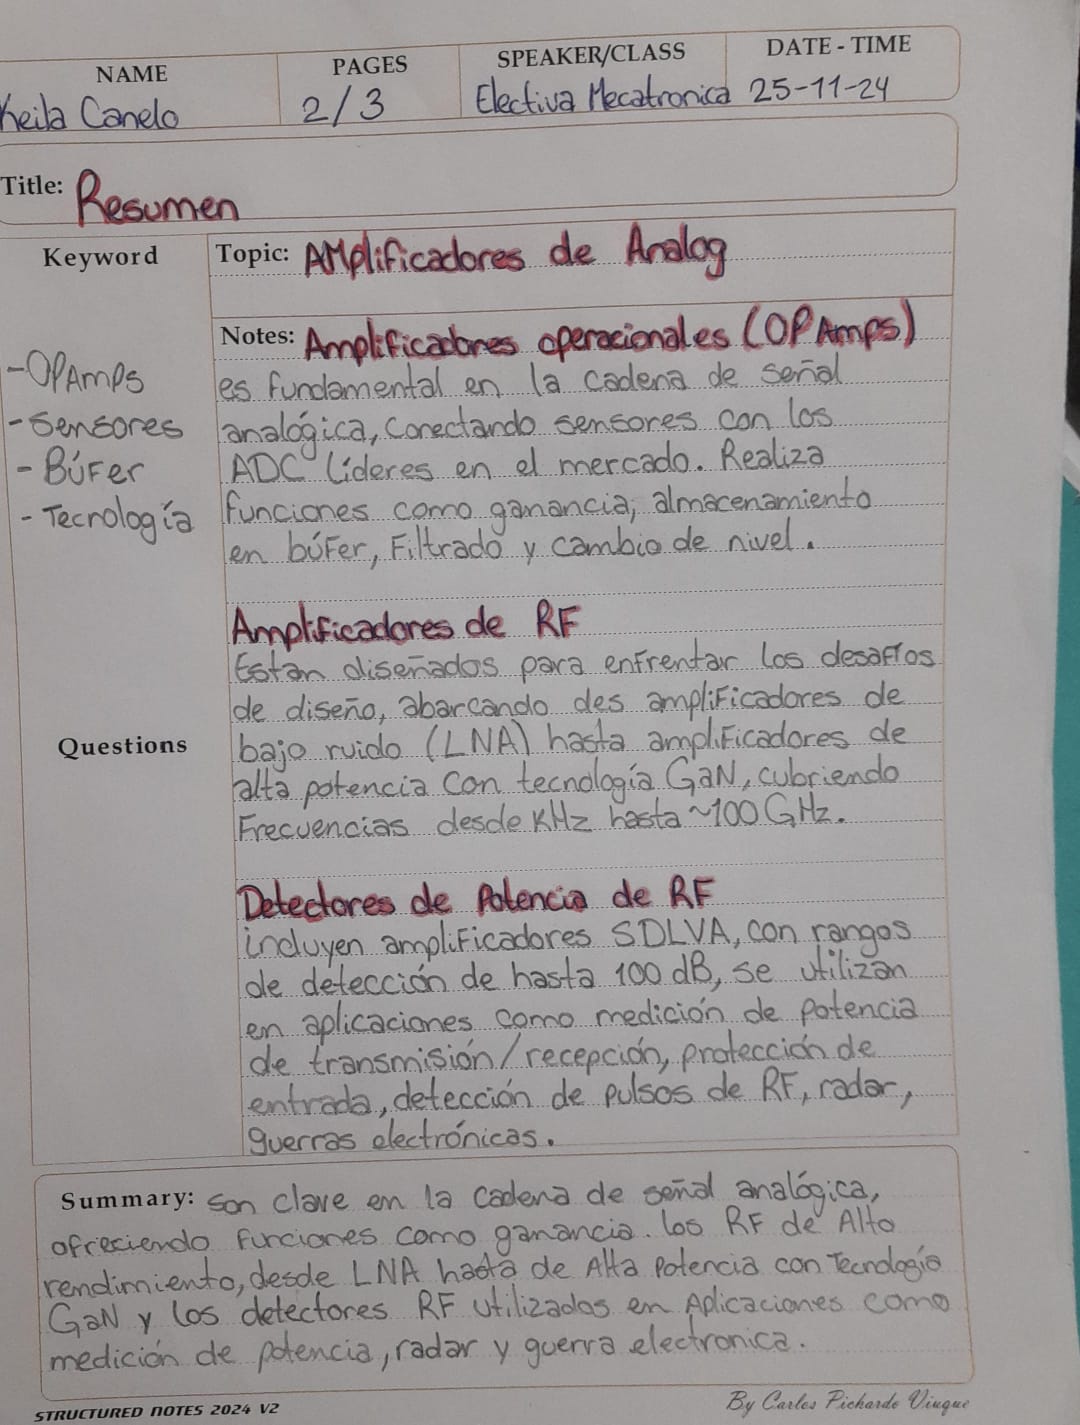 NAME
Keila Canelo
PAGES
2/3
SPEAKER/CLASS
Electiva Mecatronica
DATE - TIME
25-11-24
Title: Resumen
Keyword
-OPAmps
-Sensores
-Búfer
-Tecnología
Questions
Topic: Amplificadores de Analog
Notes: Amplificadores operacionales (OPAmps)
es fundamental en la cadena de señal
analógica, conectando sensores con los
ADC líderes en el mercado. Realiza
funciones como ganancia, almacenamiento
en búfer, Filtrado y cambio de nivel.
Amplificadores de RF
Están diseñados para enfrentar los desafíos
de diseño, abarcando des amplificadores de
bajo ruido (LNA) hasta amplificadores de
alta potencia con tecnología GaN, cubriendo
Frecuencias desde KHz hasta ~100 GHz.
Detectores de Potencia de RF
incluyen amplificadores SDLVA, con rangos
de detección de hasta 100 dB, se utilizan
en aplicaciones como medición de potencia
de transmisión/recepción, protección de
entrada, detección de pulsos de RF, radar,
guerras electrónicas.
Summary: son clave en la cadena de señal analógica,
ofreciendo funciones como ganancia. los RF de Alto
rendimiento, desde LNA hasta de Alta Potencia con Tecnología
GaN y los detectores RF utilizados en Aplicaciones como
medición de potencia, radar y guerra electronica.
STRUCTURED NOTES 2024 V2
By Carlos Pichardo Viuque